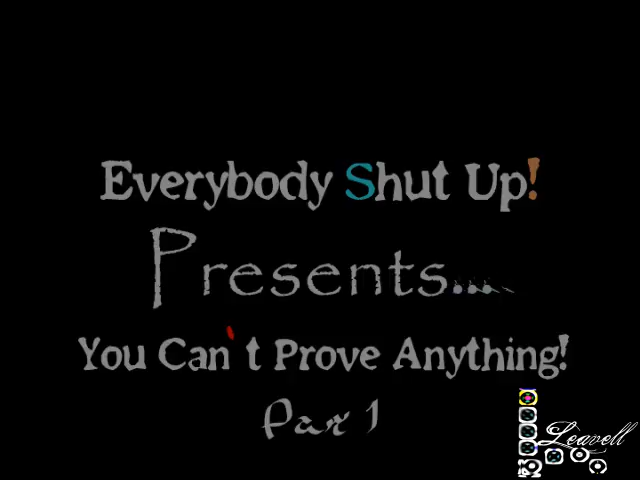 Everybody Shut Up!
Presents...
You Can't Prove Anything!
Part 1
Leavell